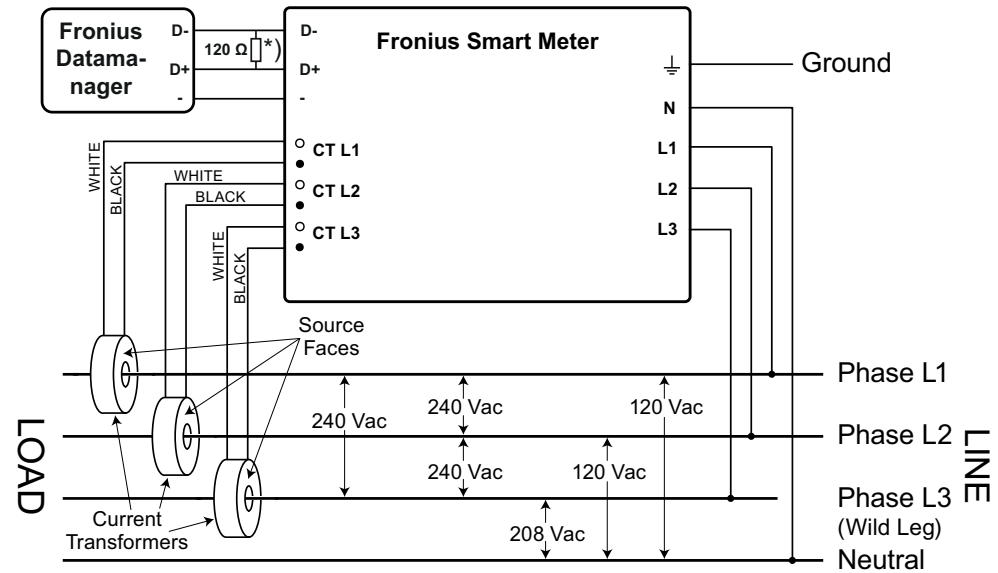 Fronius
Datama-
nager
D-
D+
-
120 Ω
*)
D-
D+
-
Fronius Smart Meter
Ground
N
L1
L2
L3
CT L1
CT L2
CT L3
WHITE
BLACK
WHITE
BLACK
WHITE
BLACK
Source
Faces
240 Vac
240 Vac
120 Vac
240 Vac
120 Vac
208 Vac
Phase L1
Phase L2
Phase L3
(Wild Leg)
Neutral
LOAD
LINE
Current
Transformers